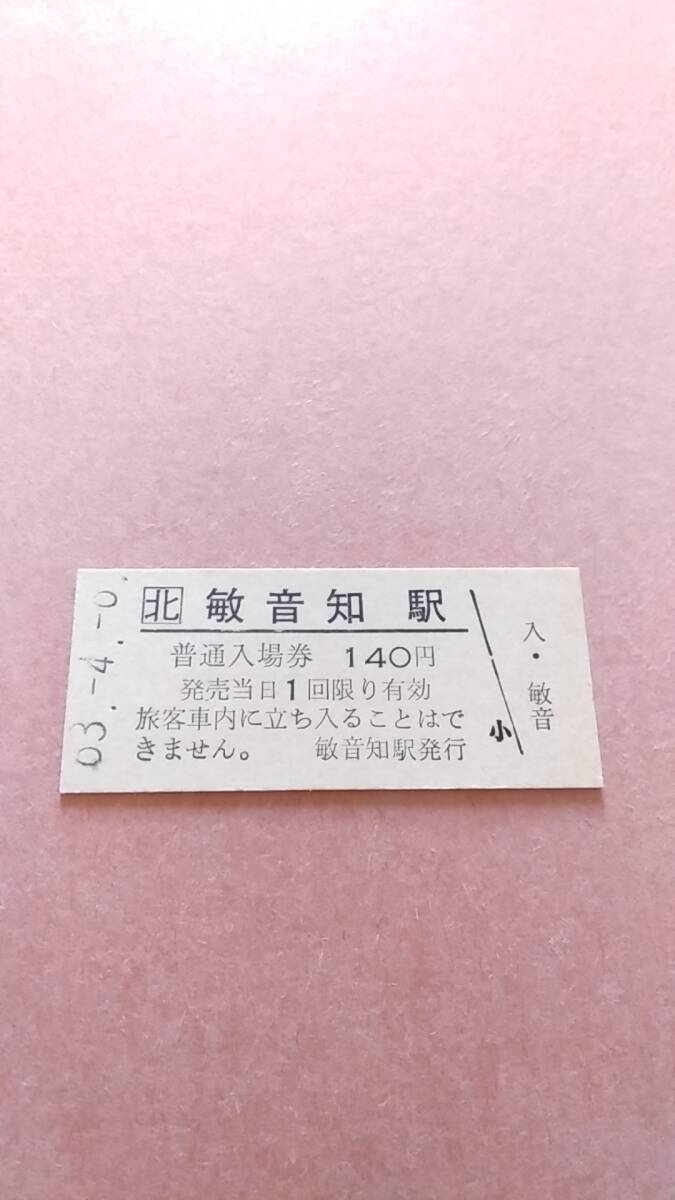 03.-4.-0.
北 敏音知駅
普通入場券 140円
発売当日1回限り有効
旅客車内に立ち入ることはで
きません。 敏音知駅発行
小
入・敏音